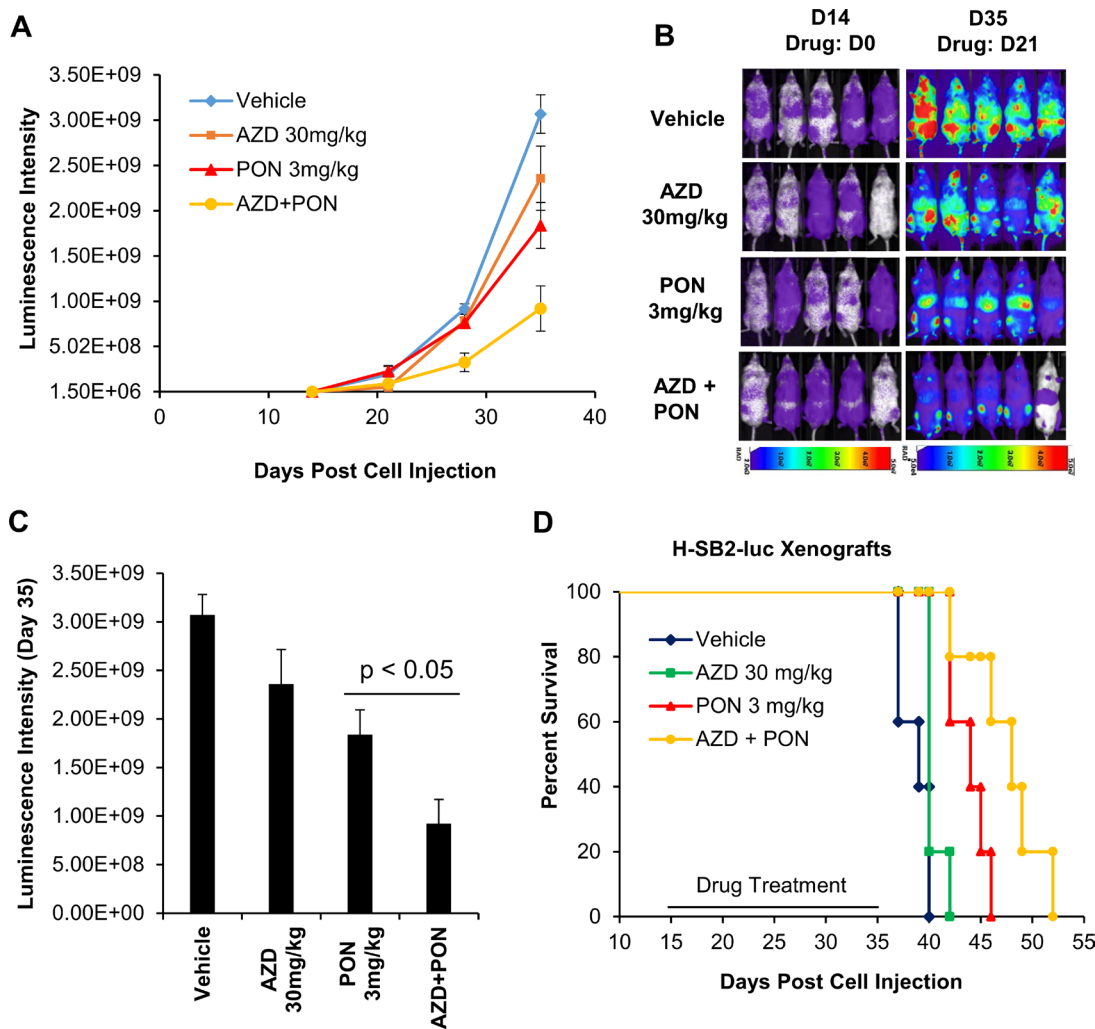 A
3.50E+09
3.00E+09
2.50E+09
2.00E+09
1.50E+09
1.00E+09
5.02E+08
1.50E+06
Luminescence Intensity
Vehicle
AZD 30mg/kg
PON 3mg/kg
AZD+PON
0 10 20 30 40
Days Post Cell Injection
B
D14 D35
Drug: D0 Drug: D21
Vehicle
AZD
30mg/kg
PON
3mg/kg
AZD +
PON
RAD
RAD
C
3.50E+09
3.00E+09
2.50E+09
2.00E+09
1.50E+09
1.00E+09
5.00E+08
0.00E+00
Luminescence Intensity (Day 35)
p < 0.05
Vehicle
AZD
30mg/kg
PON
3mg/kg
AZD+PON
D
H-SB2-luc Xenografts
100
80
60
40
20
0
Percent Survival
Vehicle
AZD 30 mg/kg
PON 3 mg/kg
AZD + PON
Drug Treatment
10 15 20 25 30 35 40 45 50 55
Days Post Cell Injection